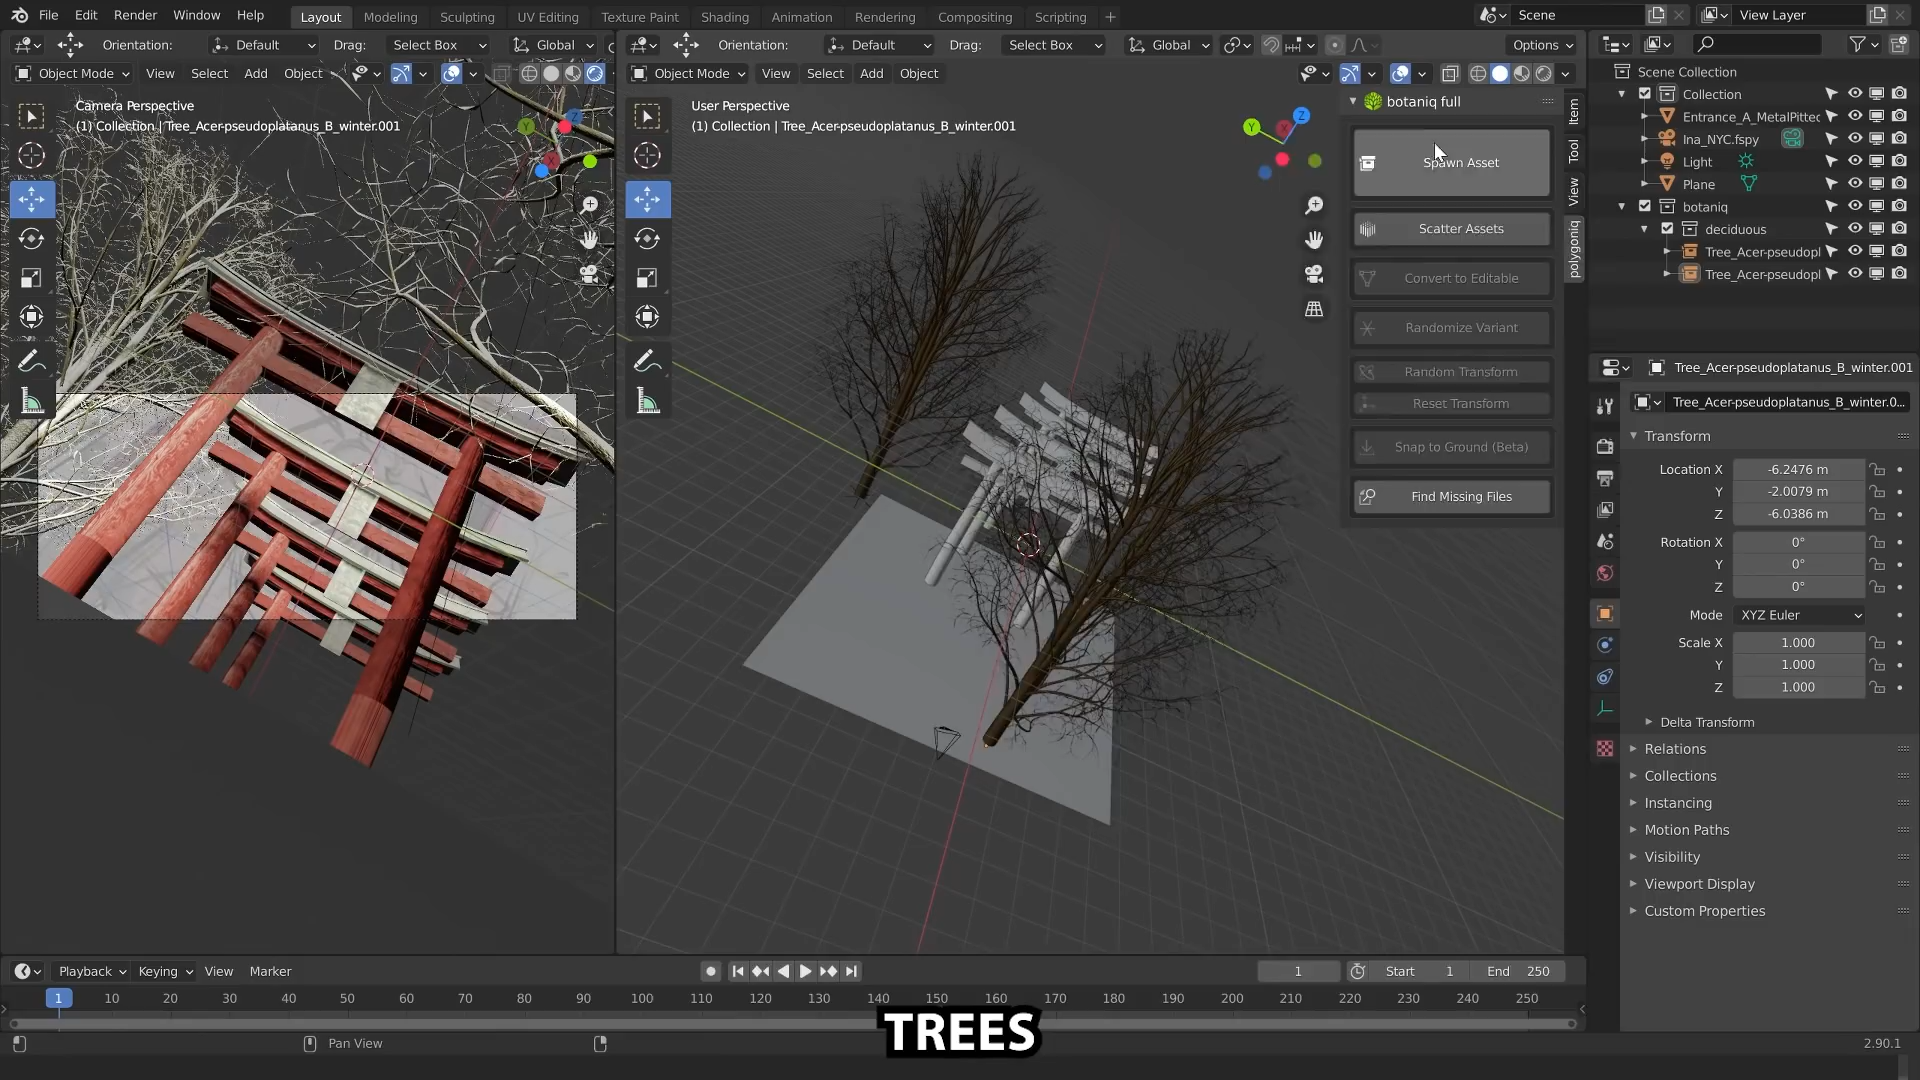 File Edit Render Window Help Layout Modeling Sculpting UV Editing Texture Paint Shading Animation Rendering Compositing Scripting + Scene View Layer
Orientation: Default Drag: Select Box Global
Orientation: Default Drag: Select Box Global Options
Object Mode View Select Add Object
Object Mode View Select Add Object
Camera Perspective
(1) Collection | Tree_Acer-pseudoplatanus_B_winter.001
User Perspective
(1) Collection | Tree_Acer-pseudoplatanus_B_winter.001
botaniq full
Spawn Asset
Scatter Assets
Convert to Editable
Randomize Variant
Random Transform
Reset Transform
Snap to Ground (Beta)
Find Missing Files
Item
Tool
View
polygoniq
Scene Collection
Collection
Entrance_A_MetalPittec
Ina_NYC.fspy
Light
Plane
botaniq
deciduous
Tree_Acer-pseudopl
Tree_Acer-pseudopl
Tree_Acer-pseudoplatanus_B_winter.001
Tree_Acer-pseudoplatanus_B_winter.0...
Transform
Location X -6.2476 m
Y -2.0079 m
Z -6.0386 m
Rotation X 0°
Y 0°
Z 0°
Mode XYZ Euler
Scale X 1.000
Y 1.000
Z 1.000
Delta Transform
Relations
Collections
Instancing
Motion Paths
Visibility
Viewport Display
Custom Properties
Playback Keying View Marker 1 Start 1 End 250
1 10 20 30 40 50 60 70 80 90 100 110 120 130 140 150 160 170 180 190 200 210 220 230 240 250
TREES
Pan View
2.90.1